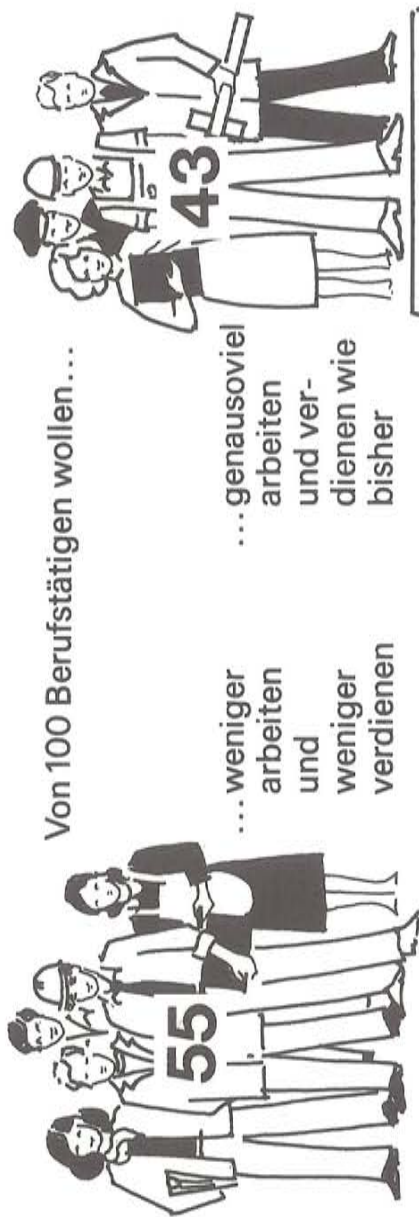 Von 100 Berufstätigen wollen...
55
...weniger
arbeiten
und
weniger
verdienen
...genausoviel
arbeiten
und ver-
dienen wie
bisher
43